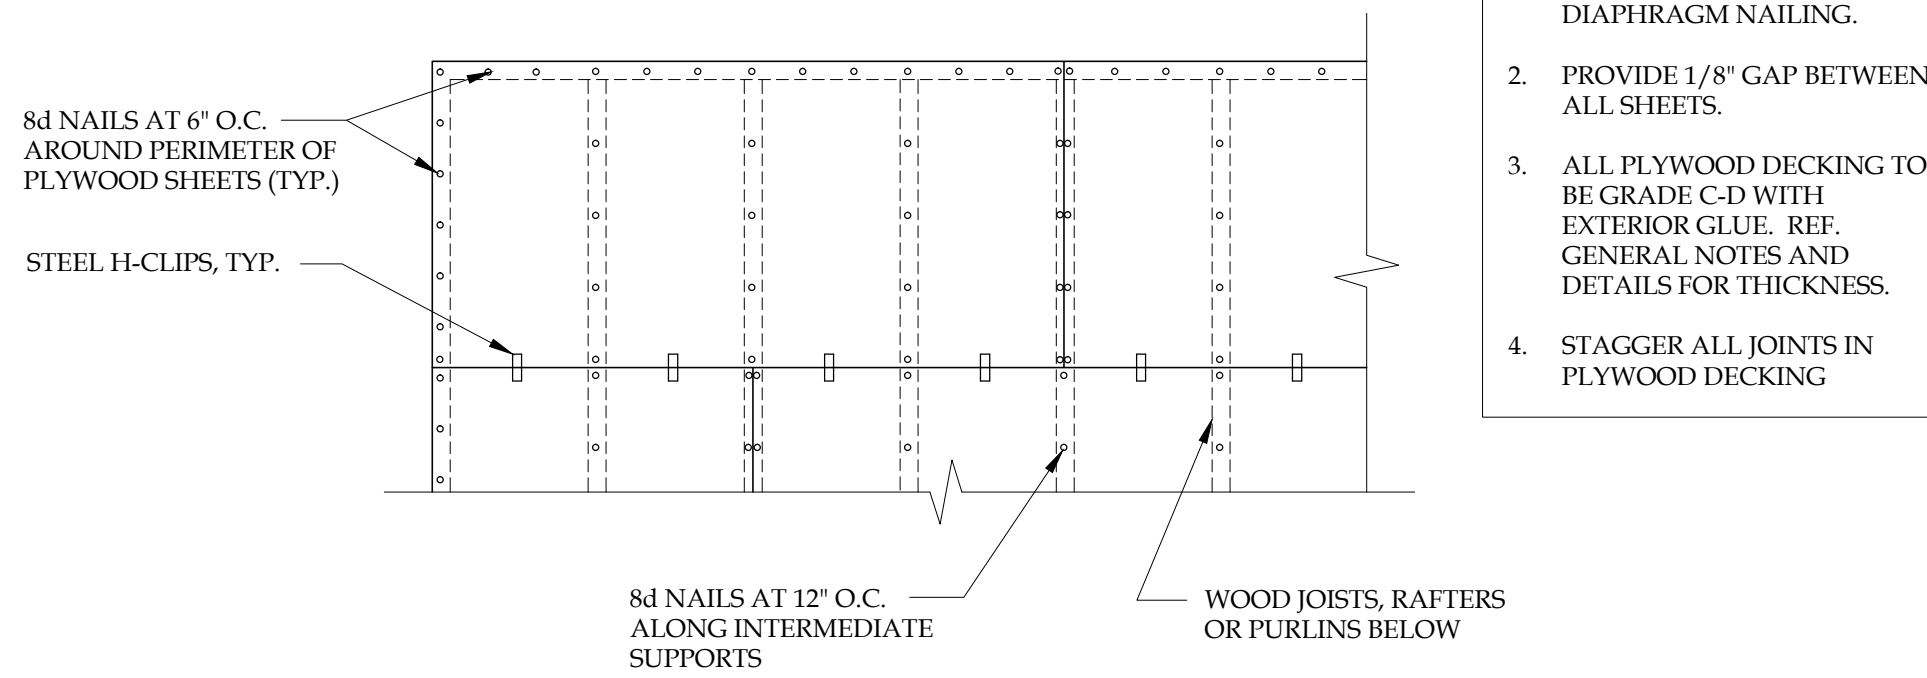 DIAPHRAGM NAILING.
2. PROVIDE 1/8" GAP BETWEEN
ALL SHEETS.
3. ALL PLYWOOD DECKING TO
BE GRADE C-D WITH
EXTERIOR GLUE. REF.
GENERAL NOTES AND
DETAILS FOR THICKNESS.
4. STAGGER ALL JOINTS IN
PLYWOOD DECKING
8d NAILS AT 6" O.C.
AROUND PERIMETER OF
PLYWOOD SHEETS (TYP.)
STEEL H-CLIPS, TYP.
8d NAILS AT 12" O.C.
ALONG INTERMEDIATE
SUPPORTS
WOOD JOISTS, RAFTERS
OR PURLINS BELOW